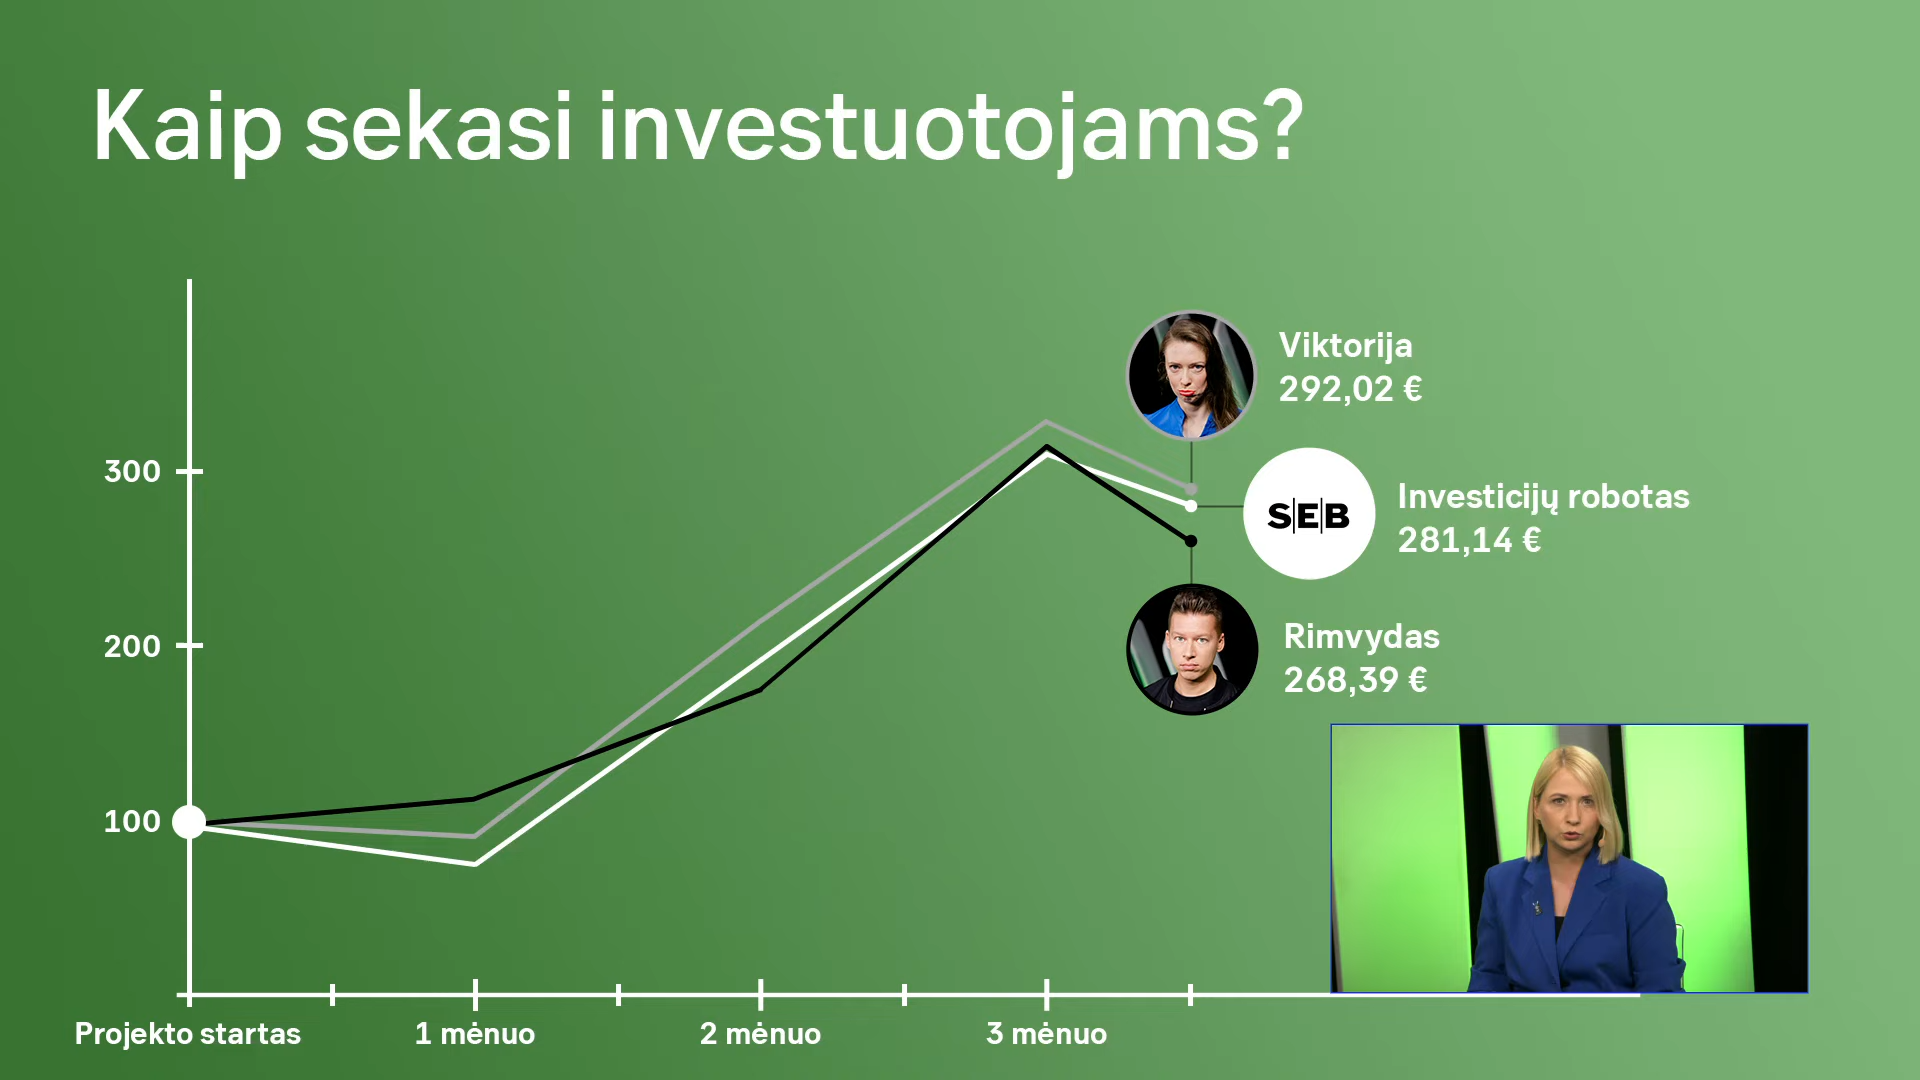 Kaip sekasi investuotojams?
Viktorija
292,02 €
300
SEB
Investicijų robotas
281,14 €
200
Rimvydas
268,39 €
100
Projekto startas
1 mėnuo
2 mėnuo
3 mėnuo